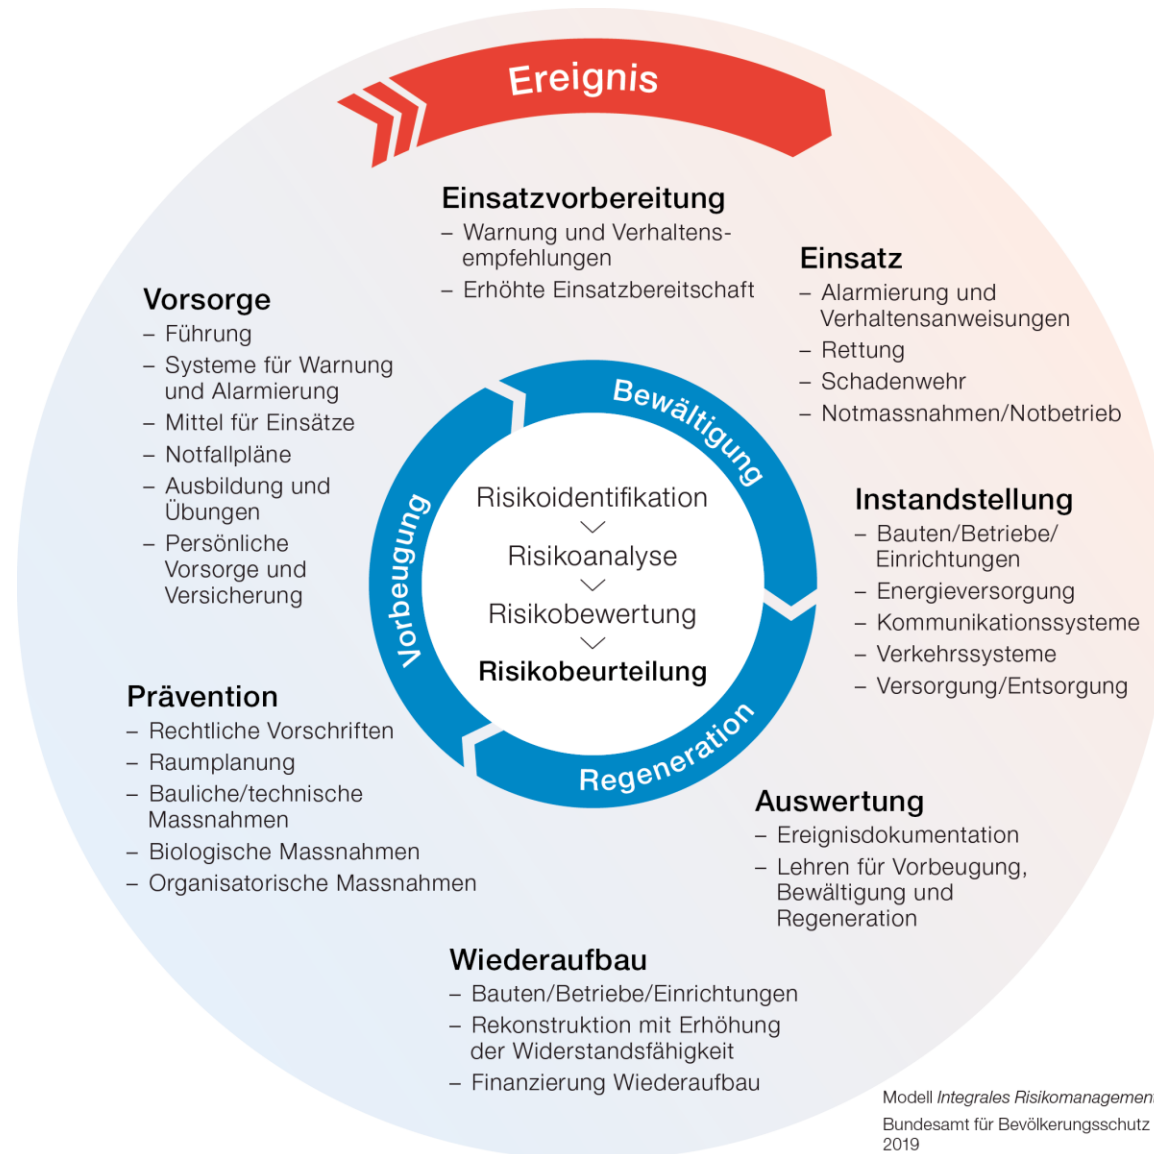 Ereignis
Einsatzvorbereitung
– Warnung und Verhaltens-
empfehlungen
– Erhöhte Einsatzbereitschaft
Einsatz
– Alarmierung und
Verhaltensanweisungen
– Rettung
– Schadenwehr
– Notmassnahmen/Notbetrieb
Vorsorge
– Führung
– Systeme für Warnung
und Alarmierung
– Mittel für Einsätze
– Notfallpläne
– Ausbildung und
Übungen
– Persönliche
Vorsorge und
Versicherung
Bewältigung
Vorbeugung
Regeneration
Risikoidentifikation
Risikoanalyse
Risikobewertung
Risikobeurteilung
Instandstellung
– Bauten/Betriebe/
Einrichtungen
– Energieversorgung
– Kommunikationssysteme
– Verkehrssysteme
– Versorgung/Entsorgung
Prävention
– Rechtliche Vorschriften
– Raumplanung
– Bauliche/technische
Massnahmen
– Biologische Massnahmen
– Organisatorische Massnahmen
Auswertung
– Ereignisdokumentation
– Lehren für Vorbeugung,
Bewältigung und
Regeneration
Wiederaufbau
– Bauten/Betriebe/Einrichtungen
– Rekonstruktion mit Erhöhung
der Widerstandsfähigkeit
– Finanzierung Wiederaufbau
Modell Integrales Risikomanagement
Bundesamt für Bevölkerungsschutz
2019